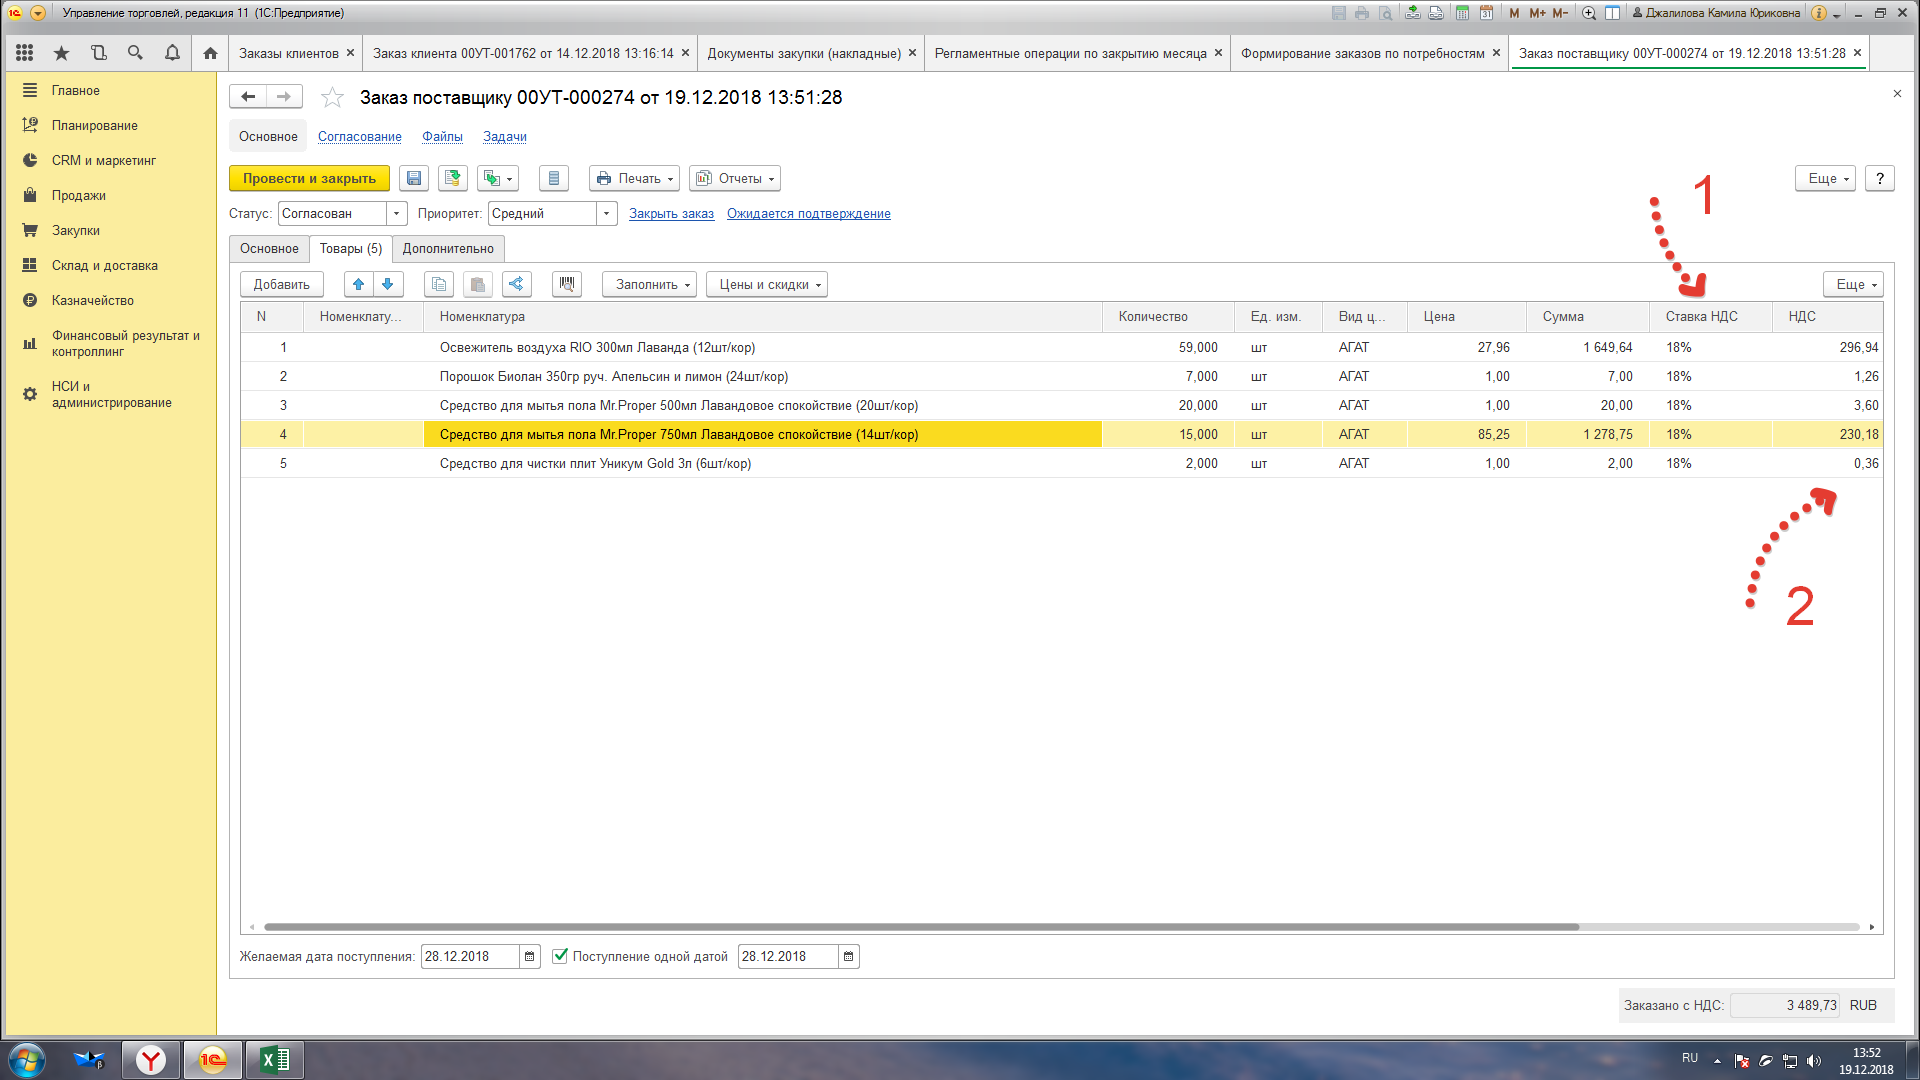 Управление торговлей, редакция 11 (1С:Предприятие)
M M+ M- Джалилова Камила Юриковна
Заказы клиентов
Заказ клиента 00УТ-001762 от 14.12.2018 13:16:14
Документы закупки (накладные)
Регламентные операции по закрытию месяца
Формирование заказов по потребностям
Заказ поставщику 00УТ-000274 от 19.12.2018 13:51:28
Главное
Планирование
CRM и маркетинг
Продажи
Закупки
Склад и доставка
Казначейство
Финансовый результат и
контроллинг
НСИ и
администрирование
Заказ поставщику 00УТ-000274 от 19.12.2018 13:51:28
Основное Согласование Файлы Задачи
Провести и закрыть Печать Отчеты Еще ?
1
Статус: Согласован Приоритет: Средний Закрыть заказ Ожидается подтверждение
Основное Товары (5) Дополнительно
Добавить Заполнить Цены и скидки Еще
N Номенклату... Номенклатура Количество Ед. изм. Вид ц... Цена Сумма Ставка НДС НДС
1 Освежитель воздуха RIO 300мл Лаванда (12шт/кор) 59,000 шт АГАТ 27,96 1 649,64 18% 296,94
2 Порошок Биолан 350гр руч. Апельсин и лимон (24шт/кор) 7,000 шт АГАТ 1,00 7,00 18% 1,26
3 Средство для мытья пола Mr.Proper 500мл Лавандовое спокойствие (20шт/кор) 20,000 шт АГАТ 1,00 20,00 18% 3,60
4 Средство для мытья пола Mr.Proper 750мл Лавандовое спокойствие (14шт/кор) 15,000 шт АГАТ 85,25 1 278,75 18% 230,18
5 Средство для чистки плит Уникум Gold 3л (6шт/кор) 2,000 шт АГАТ 1,00 2,00 18% 0,36
2
Желаемая дата поступления: 28.12.2018 Поступление одной датой 28.12.2018
Заказано с НДС: 3 489,73 RUB
RU 13:52
19.12.2018